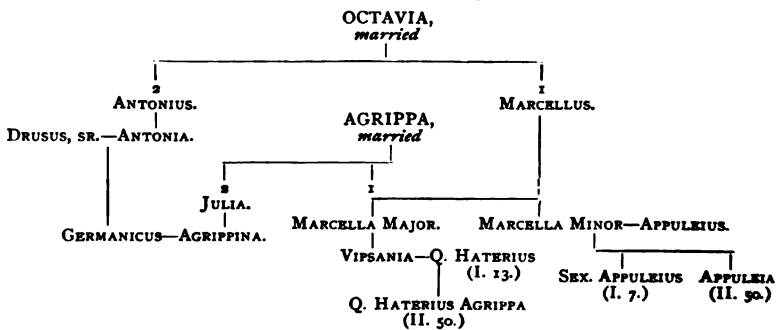 OCTAVIA,
married
2 1
ANTONIUS. MARCELLUS.
AGRIPPA,
married
DRUSUS, SR.—ANTONIA.
2 1
JULIA.
MARCELLA MAJOR. MARCELLA MINOR—APPULEIUS.
GERMANICUS—AGRIPPINA.
VIPSANIA—Q. HATERIUS
(I. 13.)
SEX. APPULEIUS APPULEIA
(I. 7.) (II. 50.)
Q. HATERIUS AGRIPPA
(II. 50.)